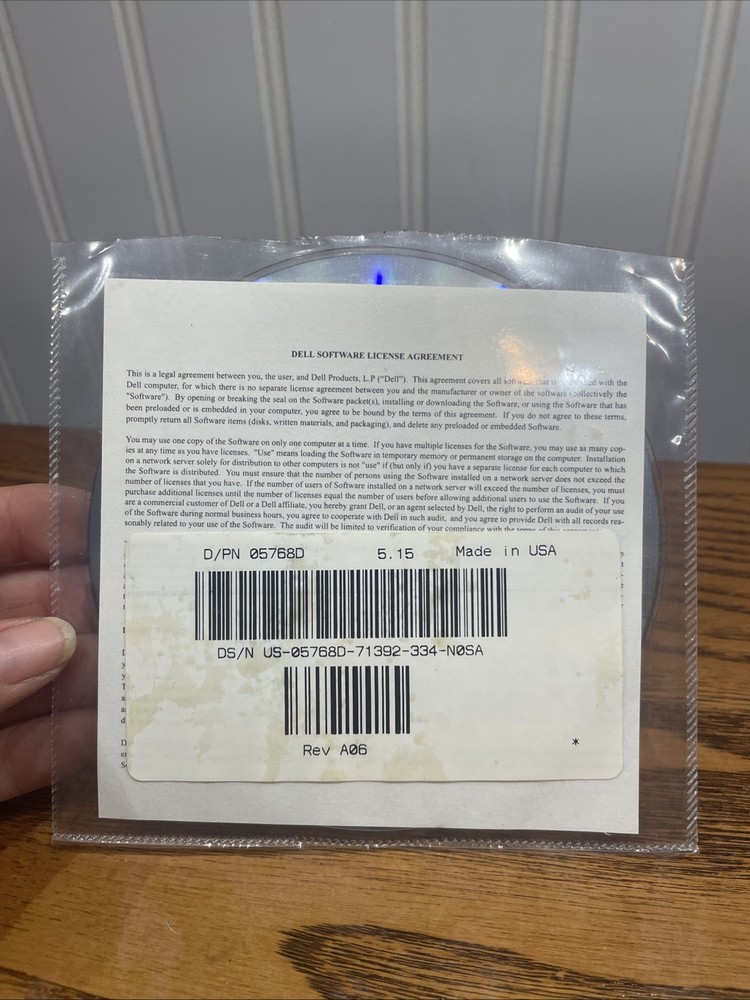 DELL SOFTWARE LICENSE AGREEMENT
This is a legal agreement between you, the user, and Dell Products, L.P ("Dell"). This agreement covers all software that is with the
Dell computer, for which there is no separate license agreement between you and the manufacturer or owner of the software (collectively the
"Software"). By opening or breaking the seal on the Software packet(s), installing or downloading the Software, or using the Software that has
been preloaded or is embedded in your computer, you agree to be bound by the terms of this agreement. If you do not agree to these terms,
promptly return all Software items (disks, written materials, and packaging), and delete any preloaded or embedded Software.
You may use one copy of the Software on only one computer at a time. If you have multiple licenses for the Software, you may use as many cop-
ies at any time as you have licenses. "Use" means loading the Software in temporary memory or permanent storage on the computer. Installation
on a network server solely for distribution to other computers is not "use" if (but only if) you have a separate license for each computer to which
the Software is distributed. You must ensure that the number of persons using the Software installed on a network server does not exceed the
number of licenses that you have. If the number of users of Software installed on a network server will exceed the number of licenses, you must
purchase additional licenses until the number of licenses equal the number of users before allowing additional users to use the Software. If you
are a commercial customer of Dell or a Dell affiliate, you hereby grant Dell, or an agent selected by Dell, the right to perform an audit of your use
of the Software during normal business hours, you agree to cooperate with Dell in such audit, and you agree to provide Dell with all records rea-
sonably related to your use of the Software. The audit will be limited to verification of your compliance with the terms of this agreement.
D/PN 05768D 5.15 Made in USA
DS/N US-05768D-71392-334-N0SA
Rev A06 *